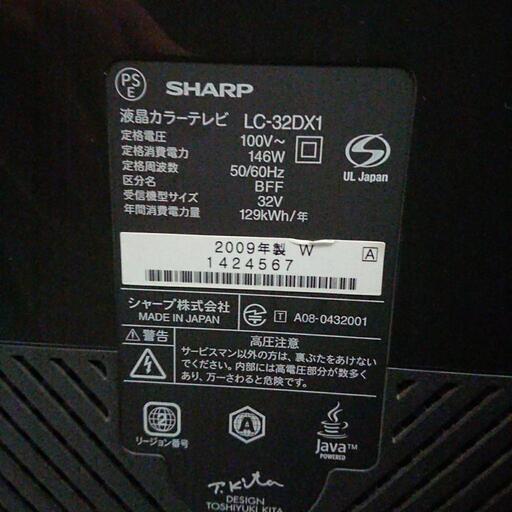 PS
E
SHARP
液晶カラーテレビ LC-32DX1
定格電圧 100V～
定格消費電力 146W
定格周波数 50/60Hz
区分名 BFF
受信機型サイズ 32V
年間消費電力量 129kWh/年
S
UL Japan
2009年製 W
A
1424567
シャープ株式会社
MADE IN JAPAN
T A08-0432001
警告
高圧注意
サービスマン以外の方は、裏ぶたをあけない
でください。内部には高電圧部分が数多く
あり、万一さわると危険です。
2
リージョン番号
A
Java™
POWERED
T.Kita
DESIGN
TOSHIYUKI KITA